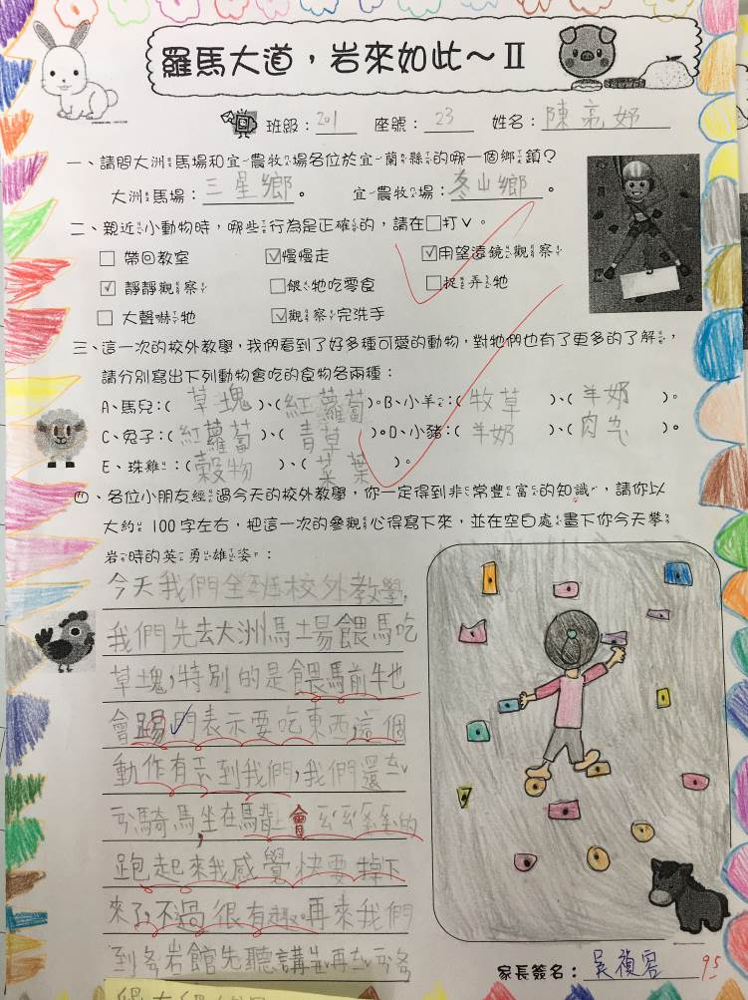 羅馬大道，岩來如此～Ⅱ
班級：201 座號：23 姓名：陳亮妤
一、請問大洲馬場和宜農牧場各位於宜蘭縣的哪一個鄉鎮？
大洲馬場：三星鄉。 宜農牧場：冬山鄉。
二、親近小動物時，哪些行為是正確的，請在□打ˇ。
□ 帶回教室 ☑慢慢走 ☑用望遠鏡觀察
☑ 靜靜觀察 □餵牠吃零食 □捉弄牠
□ 大聲嚇牠 ☑觀察完洗手
三、這一次的校外教學，我們看到了好多種可愛的動物，對牠們也有了更多的了解，
請分別寫出下列動物會吃的食物各兩種：
A、馬兒：(草塊)、(紅蘿蔔)。B、小羊：(牧草)、(羊奶)。
C、兔子：(紅蘿蔔)、(青草)。D、小豬：(羊奶)、(肉)。
E、珠雞：(穀物)、(菜葉)。
四、各位小朋友經過今天的校外教學，你一定得到非常豐富的知識，請你以
大約 100 字左右，把這一次的參觀心得寫下來，並在空白處畫下你今天攀
岩時的英勇雄姿：
今天我們全班校外教學，
我們先去大洲馬場餵馬吃
草塊，特別的是餵馬前牠
會踢門表示要吃東西這個
動作有ㄒ到我們，我們還ㄊㄨ
ㄎ騎馬，坐在馬背上會ㄠㄠ的
跑起來我感覺快要掉下
來了，不過很有趣。再來我們
到岩館先聽講ㄐ再ㄊㄎ
家長簽名：吳禎容 95